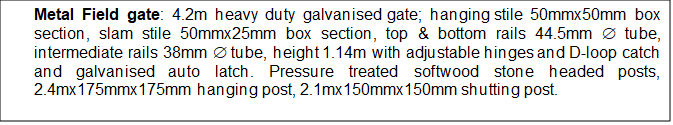 Metal Field gate: 4.2m heavy duty galvanised gate; hanging stile 50mmx50mm box
section, slam stile 50mmx25mm box section, top & bottom rails 44.5mm ∅ tube,
intermediate rails 38mm ∅ tube, height 1.14m with adjustable hinges and D-loop catch
and galvanised auto latch. Pressure treated softwood stone headed posts,
2.4mx175mmx175mm hanging post, 2.1mx150mmx150mm shutting post.